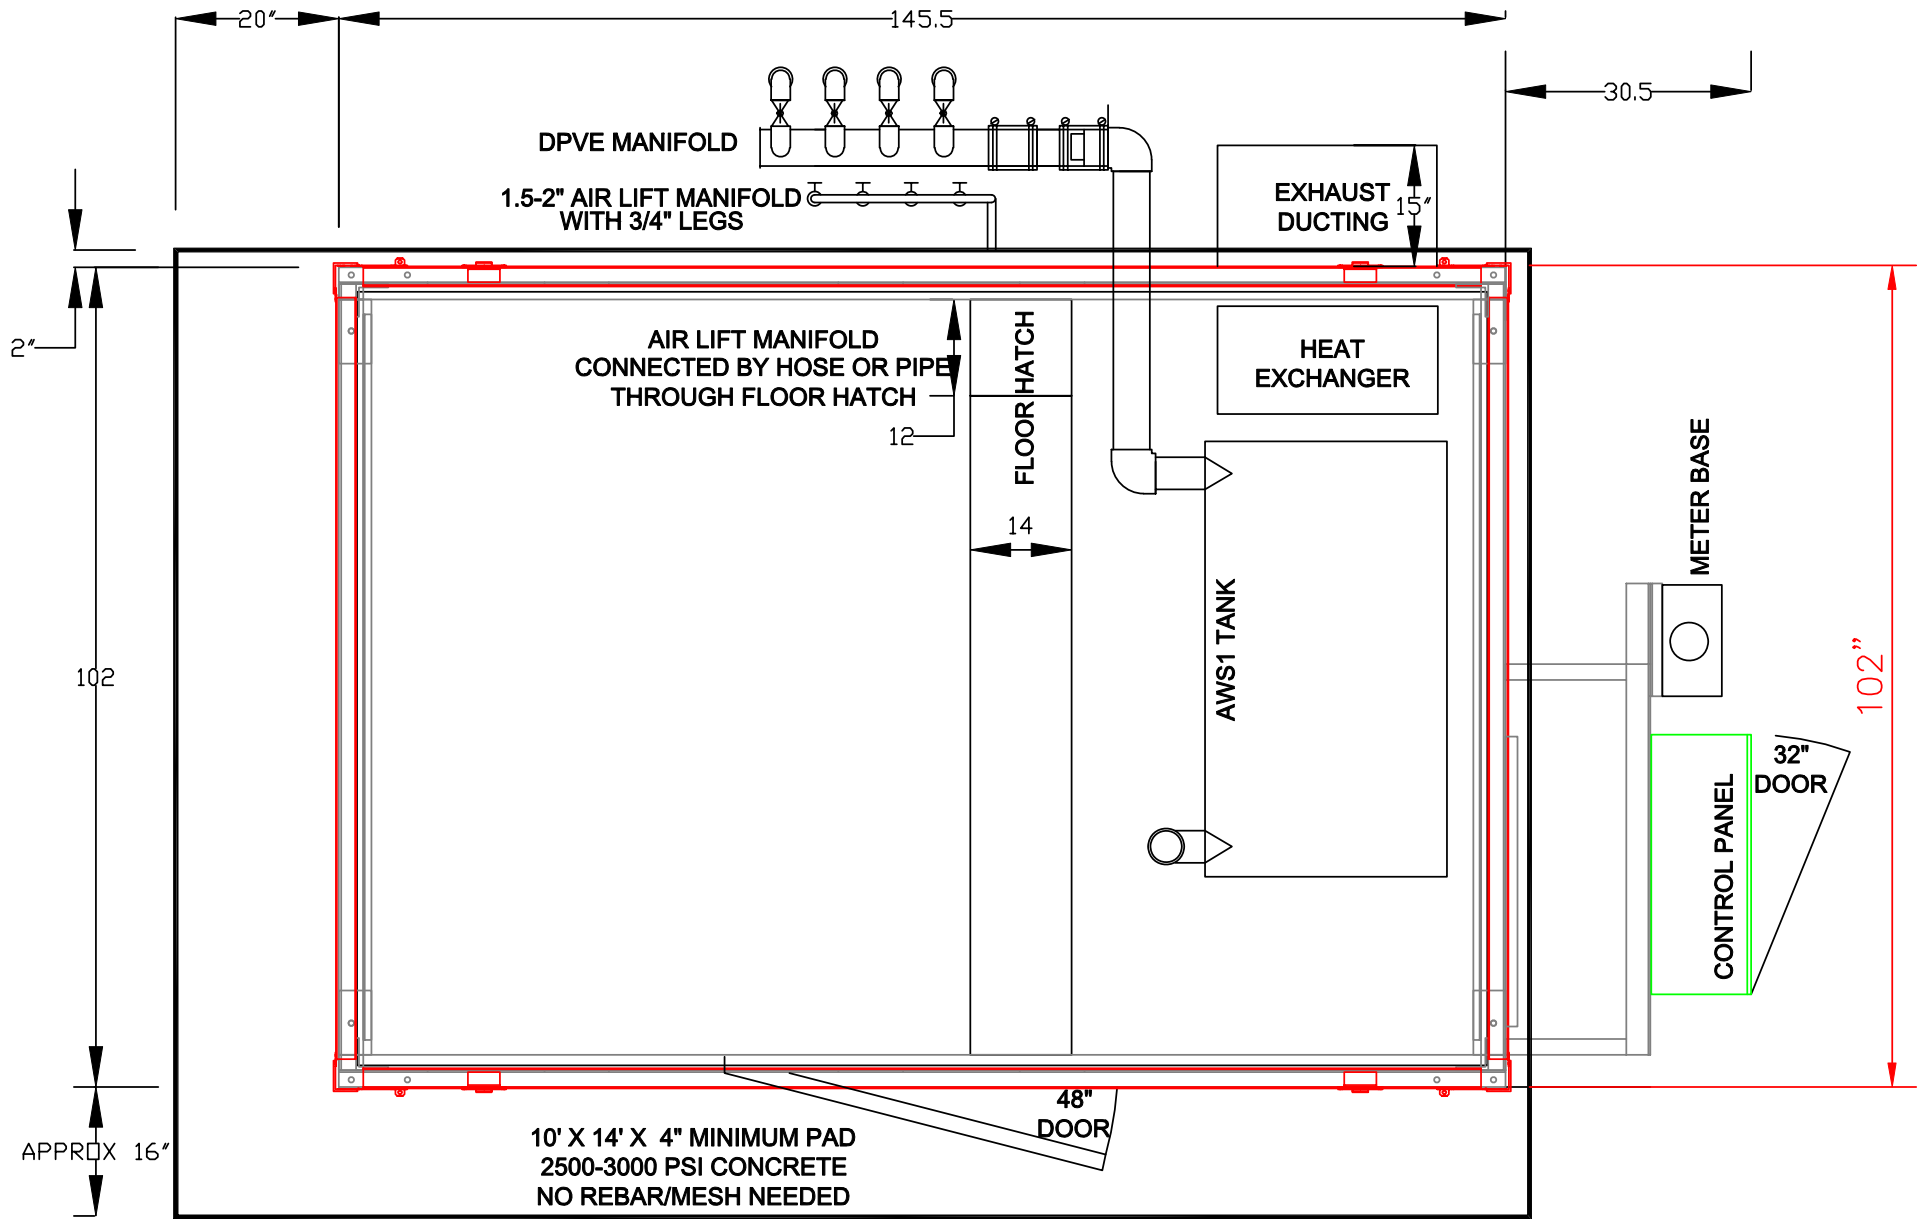 20"
145.5
30.5
DPVE MANIFOLD
1.5-2" AIR LIFT MANIFOLD
WITH 3/4" LEGS
EXHAUST
DUCTING
15"
2"
AIR LIFT MANIFOLD
CONNECTED BY HOSE OR PIPE
THROUGH FLOOR HATCH
12
FLOOR HATCH
14
HEAT
EXCHANGER
METER BASE
AWS1 TANK
102
102"
32"
DOOR
CONTROL PANEL
48"
DOOR
APPROX 16"
10' X 14' X 4" MINIMUM PAD
2500-3000 PSI CONCRETE
NO REBAR/MESH NEEDED